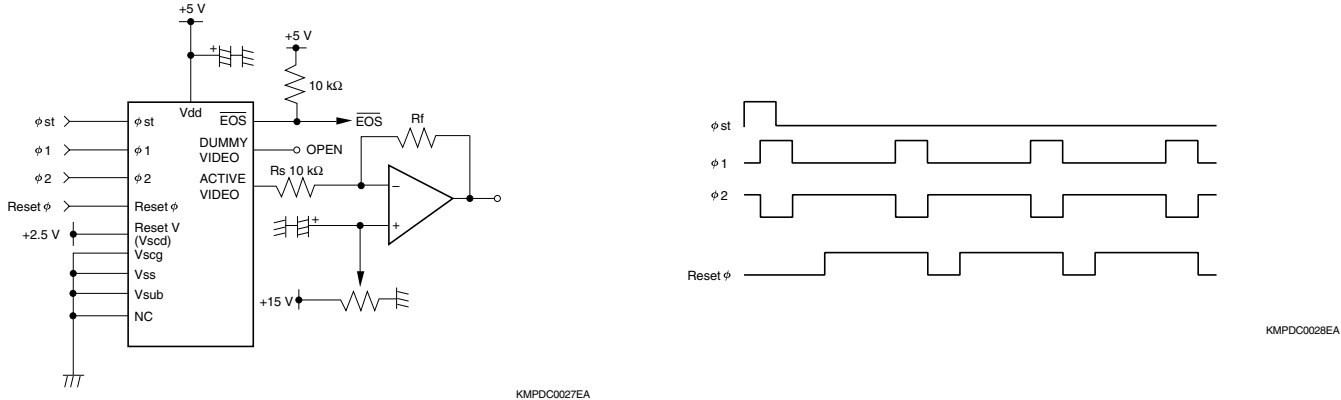 +5 V
+
+5 V
10 kΩ
Vdd
φst
φst
EOS
EOS
Rf
φ1
φ1
DUMMY
VIDEO
OPEN
φ2
φ2
ACTIVE
VIDEO
Rs 10 kΩ
−
Reset φ
Reset φ
+
+
+2.5 V
Reset V
(Vscd)
Vscg
Vss
Vsub
+15 V
NC
KMPDC0027EA
φst
φ1
φ2
Reset φ
KMPDC0028EA